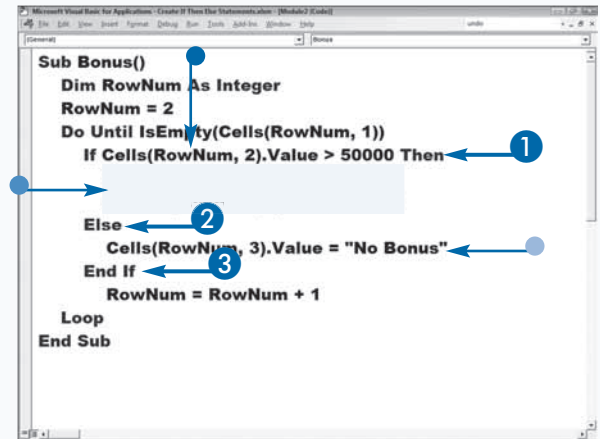 Microsoft Visual Basic for Applications - Create If Then Else Statements.xlsm - [Module2 (Code)]
File Edit View Insert Format Debug Run Tools Add-Ins Window Help undo
(General) Bonus
Sub Bonus()
Dim RowNum As Integer
RowNum = 2
Do Until IsEmpty(Cells(RowNum, 1))
If Cells(RowNum, 2).Value > 50000 Then 1
Else 2
Cells(RowNum, 3).Value = "No Bonus"
End If 3
RowNum = RowNum + 1
Loop
End Sub